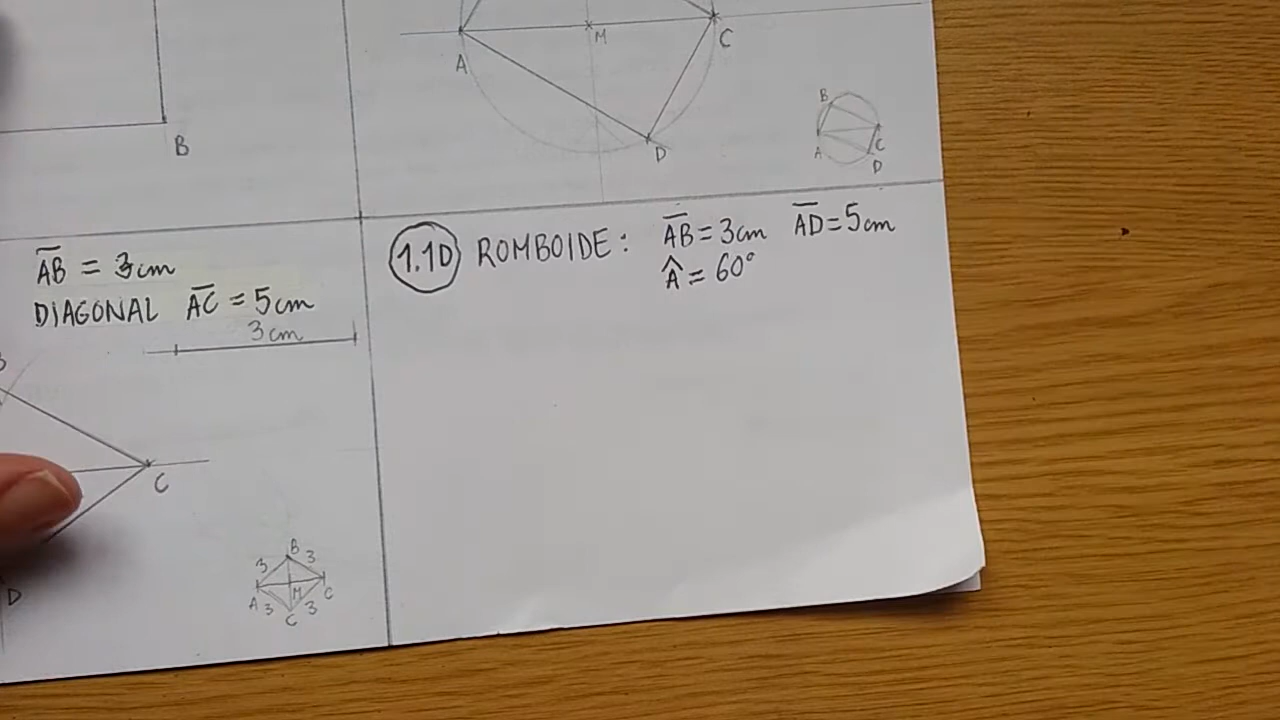 A
M
C
D
B
B
A
C
D
AB = 3cm
DIAGONAL AC = 5cm
3cm
C
D
B
3
3
A
M
C
3
3
C
1.1D ROMBOIDE: AB = 3cm AD = 5cm
Â = 60°